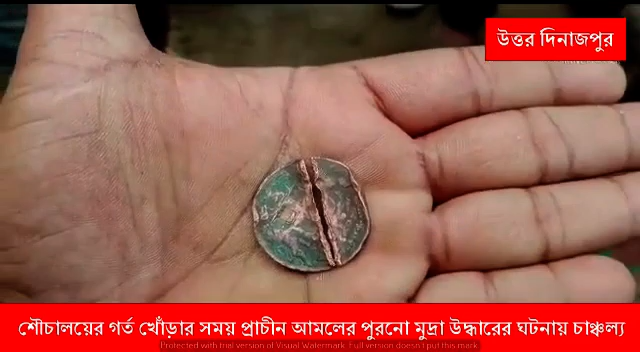 উত্তর দিনাজপুর
শৌচালয়ের গর্ত খোঁড়ার সময় প্রাচীন আমলের পুরনো মুদ্রা উদ্ধারের ঘটনায় চাঞ্চল্য
Protected with trial version of Visual Watermark. Full version doesn't put this mark.